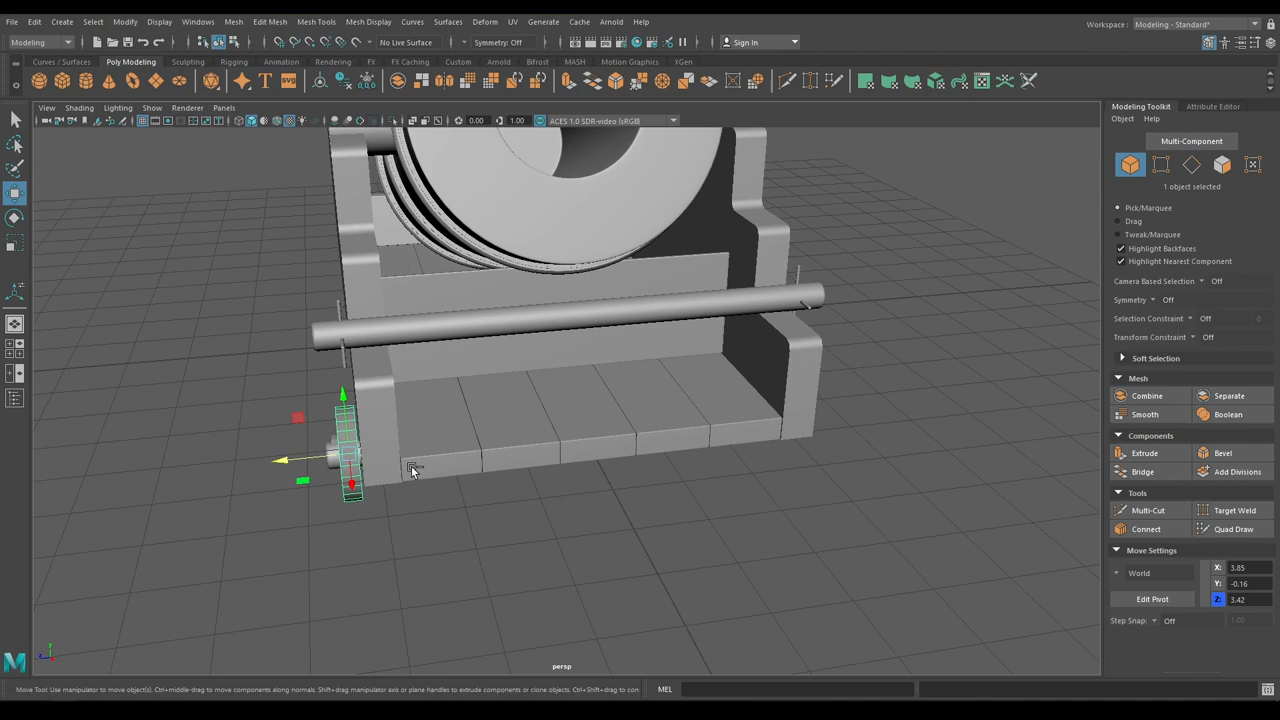 File Edit Create Select Modify Display Windows Mesh Edit Mesh Mesh Tools Mesh Display Curves Surfaces Deform UV Generate Cache Arnold Help
Workspace : Modeling - Standard*
Modeling No Live Surface Symmetry: Off Sign In
Curves / Surfaces Poly Modeling Sculpting Rigging Animation Rendering FX FX Caching Custom Arnold Bifrost MASH Motion Graphics XGen
SVG
View Shading Lighting Show Renderer Panels
0.00 1.00 ACES 1.0 SDR-video (sRGB)
Modeling Toolkit Attribute Editor
Object Help
Multi-Component
1 object selected
Pick/Marquee
Drag
Tweak/Marquee
Highlight Backfaces
Highlight Nearest Component
Camera Based Selection Off
Symmetry Off
Selection Constraint Off 0
Transform Constraint Off
Soft Selection
Mesh
Combine Separate
Smooth Boolean
Components
Extrude Bevel
Bridge Add Divisions
Tools
Multi-Cut Target Weld
Connect Quad Draw
Move Settings
World X: 3.85
Y: -0.16
Edit Pivot Z: 3.42
Step Snap: Off 1.00
persp
Move Tool: Use manipulator to move object(s). Ctrl+middle-drag to move components along normals. Shift+drag manipulator axis or plane handles to extrude components or clone objects. Ctrl+Shift+drag to con
MEL